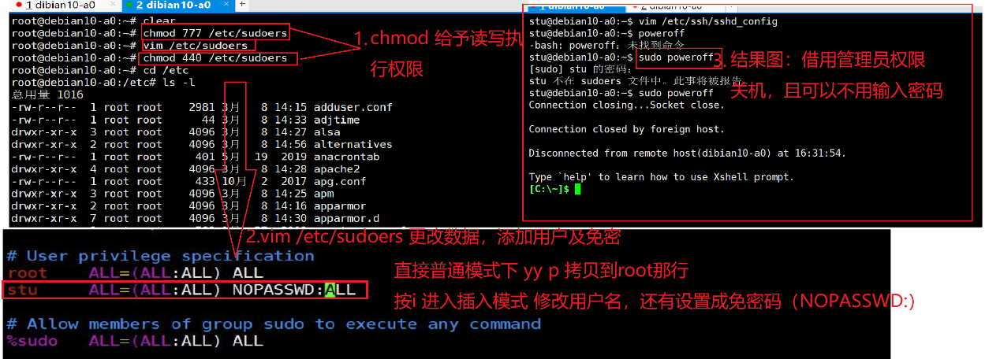 1 dibian10-a0 × 2 dibian10-a0 × +
root@debian10-a0:~# clear
root@debian10-a0:~# chmod 777 /etc/sudoers
root@debian10-a0:~# vim /etc/sudoers
root@debian10-a0:~# chmod 440 /etc/sudoers
root@debian10-a0:~# cd /etc
root@debian10-a0:/etc# ls -l
总用量 1016
-rw-r--r-- 1 root root 2981 3月 8 14:15 adduser.conf
-rw-r--r-- 1 root root 44 3月 8 14:33 adjtime
drwxr-xr-x 3 root root 4096 3月 8 14:27 alsa
drwxr-xr-x 2 root root 4096 3月 8 14:56 alternatives
-rw-r--r-- 1 root root 401 5月 19 2019 anacrontab
drwxr-xr-x 4 root root 4096 3月 8 14:28 apache2
-rw-r--r-- 1 root root 433 10月 2 2017 apg.conf
drwxr-xr-x 3 root root 4096 3月 8 14:25 apm
drwxr-xr-x 2 root root 4096 3月 8 14:16 apparmor
drwxr-xr-x 7 root root 4096 3月 8 14:30 apparmor.d
1.chmod 给予读写执
行权限
1 dibian10-a0 2 dibian10-a0
stu@debian10-a0:~$ vim /etc/ssh/sshd_config
stu@debian10-a0:~$ poweroff
-bash: poweroff: 未找到命令
stu@debian10-a0:~$ sudo poweroff
[sudo] stu 的密码:
stu 不在 sudoers 文件中。此事将被报告。
stu@debian10-a0:~$ sudo poweroff
Connection closing...Socket close.
Connection closed by foreign host.
Disconnected from remote host(dibian10-a0) at 16:31:54.
Type `help' to learn how to use Xshell prompt.
[C:\~]$
3. 结果图：借用管理员权限
关机，且可以不用输入密码
2.vim /etc/sudoers 更改数据，添加用户及免密
# User privilege specification
root ALL=(ALL:ALL) ALL
stu ALL=(ALL:ALL) NOPASSWD:ALL
直接普通模式下 yy p 拷贝到root那行
按i 进入插入模式 修改用户名，还有设置成免密码（NOPASSWD:）
# Allow members of group sudo to execute any command
%sudo ALL=(ALL:ALL) ALL